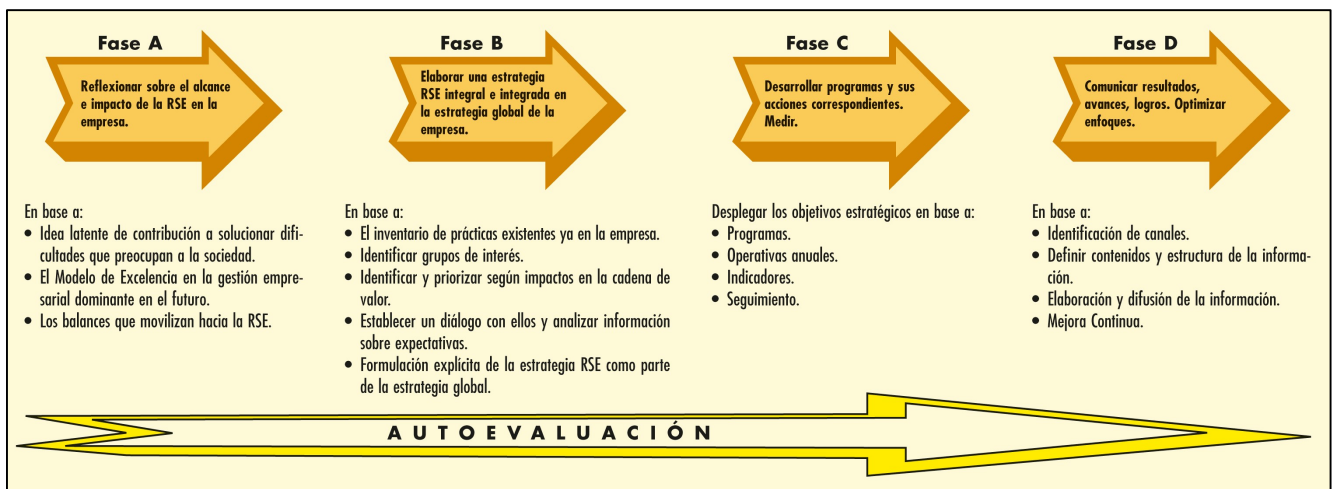 Fase A
Reflexionar sobre el alcance
e impacto de la RSE en la
empresa.
En base a:
• Idea latente de contribución a solucionar difi-
cultades que preocupan a la sociedad.
• El Modelo de Excelencia en la gestión empre-
sarial dominante en el futuro.
• Los balances que movilizan hacia la RSE.
Fase B
Elaborar una estrategia
RSE integral e integrada en
la estrategia global de la
empresa.
En base a:
• El inventario de prácticas existentes ya en la empresa.
• Identificar grupos de interés.
• Identificar y priorizar según impactos en la cadena de
valor.
• Establecer un diálogo con ellos y analizar información
sobre expectativas.
• Formulación explícita de la estrategia RSE como parte
de la estrategia global.
Fase C
Desarrollar programas y sus
acciones correspondientes.
Medir.
Desplegar los objetivos estratégicos en base a:
• Programas.
• Operativas anuales.
• Indicadores.
• Seguimiento.
Fase D
Comunicar resultados,
avances, logros. Optimizar
enfoques.
En base a:
• Identificación de canales.
• Definir contenidos y estructura de la informa-
ción.
• Elaboración y difusión de la información.
• Mejora Continua.
AUTOEVALUACIÓN